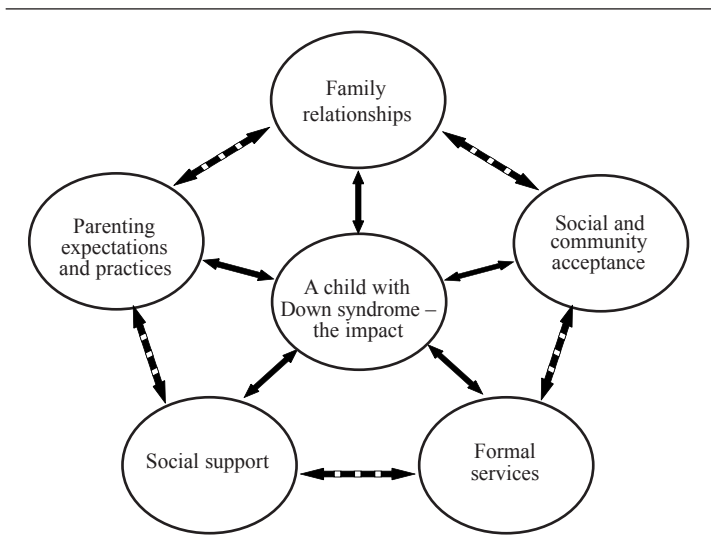 Family
relationships
Parenting
expectations
and practices
Social and
community
acceptance
A child with
Down syndrome –
the impact
Social support
Formal
services